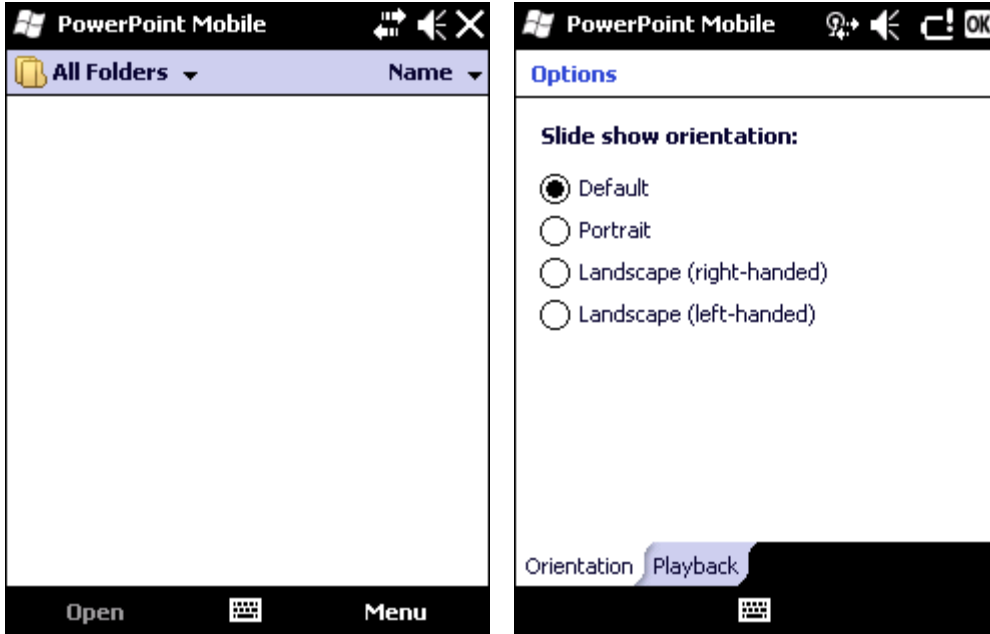 PowerPoint Mobile
All Folders Name
Open Menu
PowerPoint Mobile OK
Options
Slide show orientation:
Default
Portrait
Landscape (right-handed)
Landscape (left-handed)
Orientation Playback